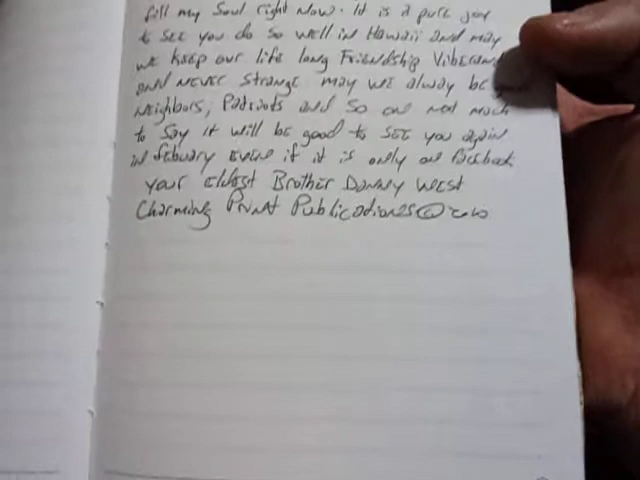 fill my Soul right Now. It is a pure joy
to see you do so well in Hawaii and may
we keep our life long Friendship Vibrant
and NEVER Strange may we always be
Neighbors, Patriots and So on not much
to Say it will be good to SEE you again
in febuary Even if it is only on facebook
your Eldest Brother Danny West
Charming Print Publications@